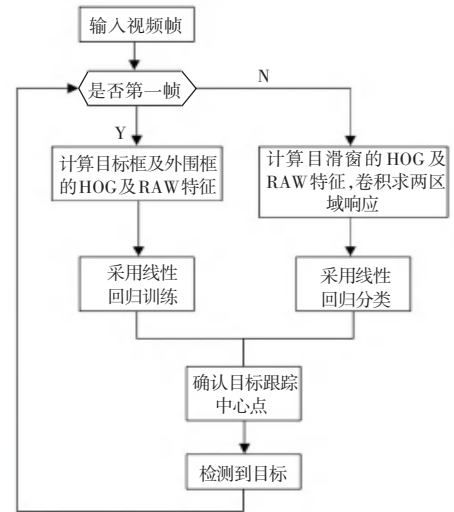 输入视频帧
是否第一帧
N
Y
计算目标框及外围框
的HOG及RAW特征
计算目滑窗的HOG及
RAW特征,卷积求两区
域响应
采用线性
回归训练
采用线性
回归分类
确认目标跟踪
中心点
检测到目标